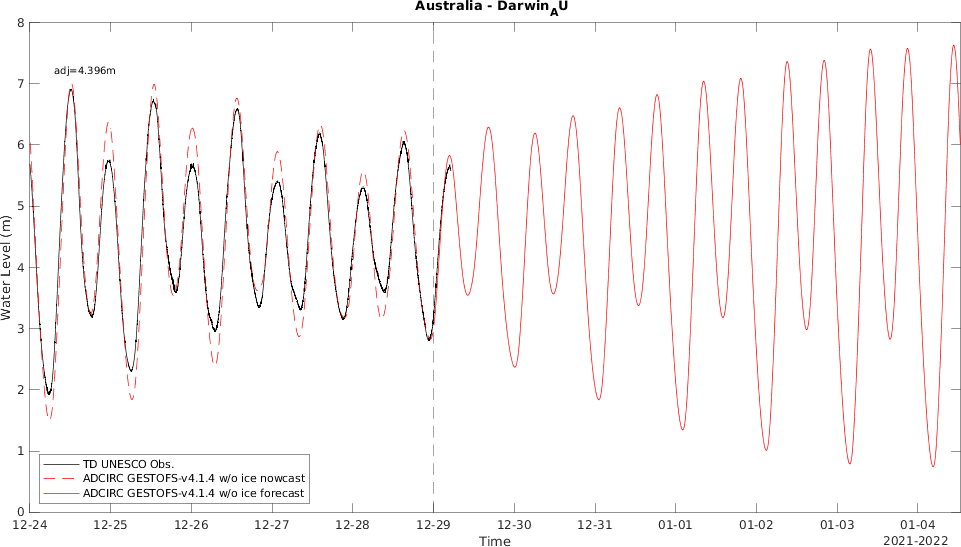 Australia - Darwin_AU
8
adj=4.396m
7
6
5
Water Level (m)
4
3
2
1
0
TD UNESCO Obs.
ADCIRC GESTOFS-v4.1.4 w/o ice nowcast
ADCIRC GESTOFS-v4.1.4 w/o ice forecast
12-24 12-25 12-26 12-27 12-28 12-29 12-30 12-31 01-01 01-02 01-03 01-04
Time
2021-2022